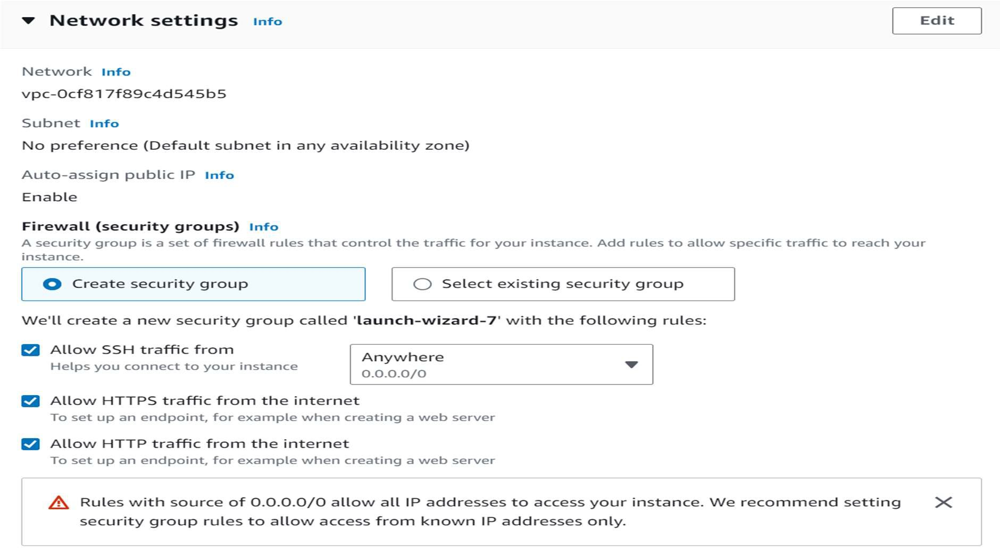 Network settings Info
Edit
Network Info
vpc-0cf817f89c4d545b5
Subnet Info
No preference (Default subnet in any availability zone)
Auto-assign public IP Info
Enable
Firewall (security groups) Info
A security group is a set of firewall rules that control the traffic for your instance. Add rules to allow specific traffic to reach your
instance.
Create security group
Select existing security group
We'll create a new security group called 'launch-wizard-7' with the following rules:
Allow SSH traffic from
Helps you connect to your instance
Anywhere
0.0.0.0/0
Allow HTTPS traffic from the internet
To set up an endpoint, for example when creating a web server
Allow HTTP traffic from the internet
To set up an endpoint, for example when creating a web server
Rules with source of 0.0.0.0/0 allow all IP addresses to access your instance. We recommend setting
security group rules to allow access from known IP addresses only.